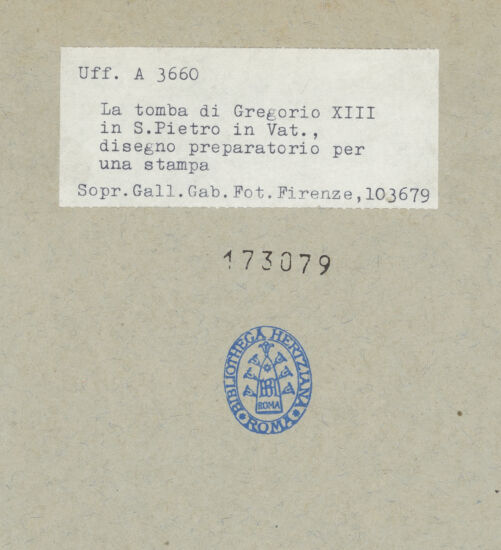 Uff. A 3660
La tomba di Gregorio XIII
in S.Pietro in Vat.,
disegno preparatorio per
una stampa
Sopr.Gall.Gab.Fot.Firenze,103679
173079
BIBLIOTHECA HERTZIANA
ROMA
ROMA